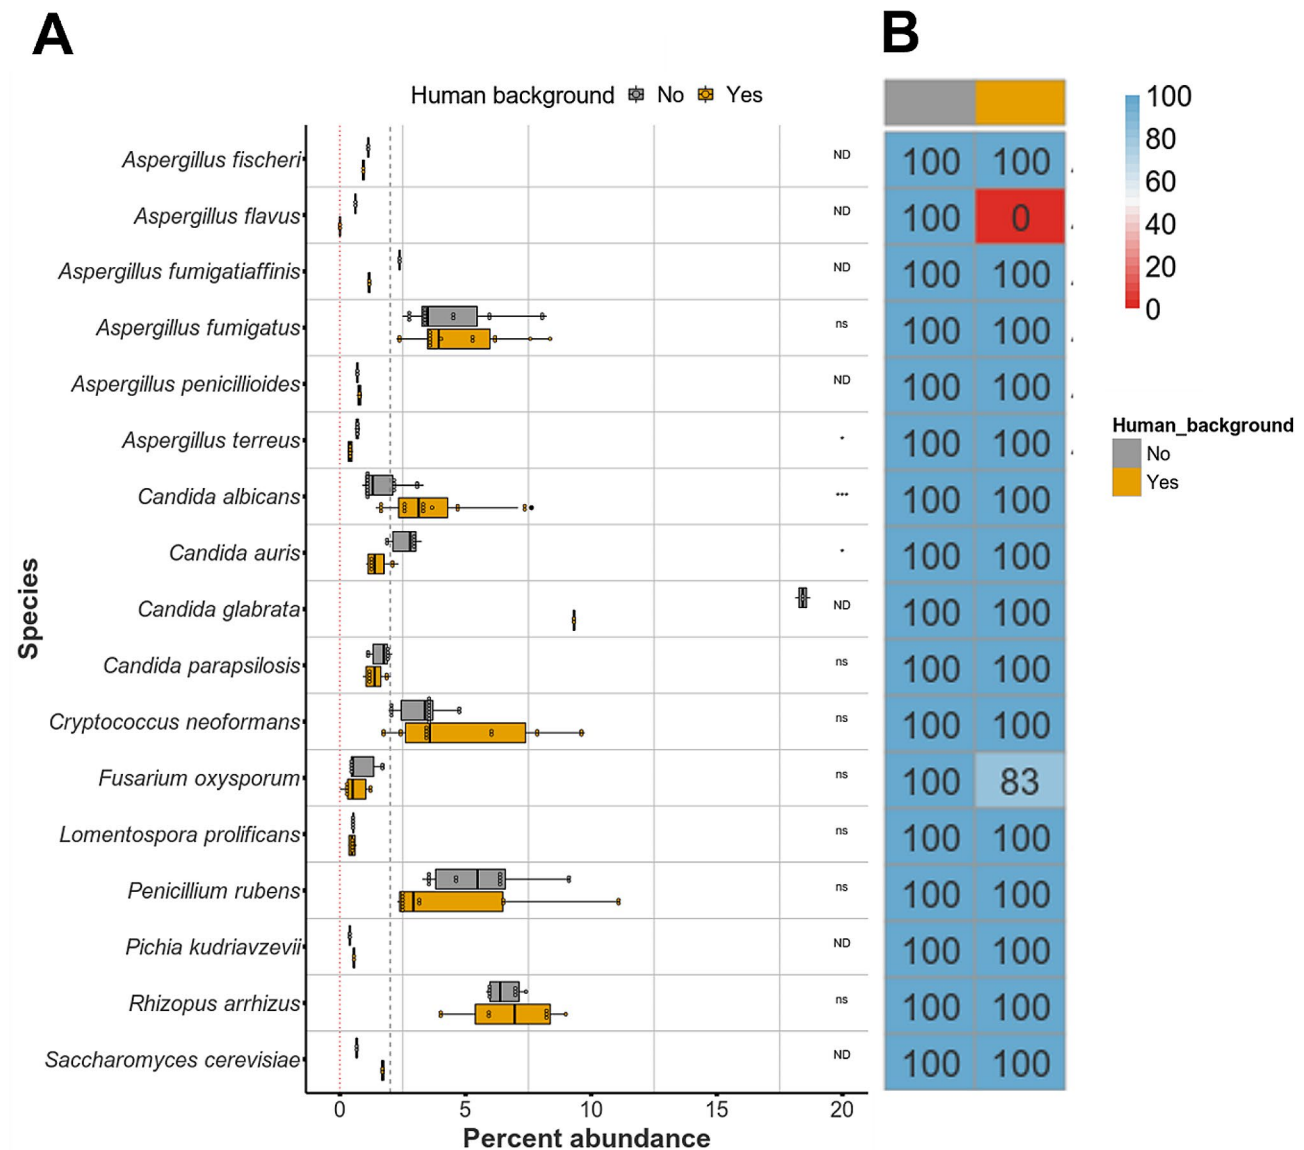 A
B
Human background No Yes
Aspergillus fischeri ND 100 100
Aspergillus flavus ND 100 0
Aspergillus fumigatiaffinis ND 100 100
Aspergillus fumigatus ns 100 100
Aspergillus penicillioides ND 100 100
Aspergillus terreus * 100 100
Candida albicans *** 100 100
Candida auris * 100 100
Candida glabrata ND 100 100
Candida parapsilosis ns 100 100
Cryptococcus neoformans ns 100 100
Fusarium oxysporum ns 100 83
Lomentospora prolificans ns 100 100
Penicillium rubens ns 100 100
Pichia kudriavzevii ND 100 100
Rhizopus arrhizus ns 100 100
Saccharomyces cerevisiae ND 100 100
Species
0 5 10 15 20
Percent abundance
100
80
60
40
20
0
Human_background
No
Yes